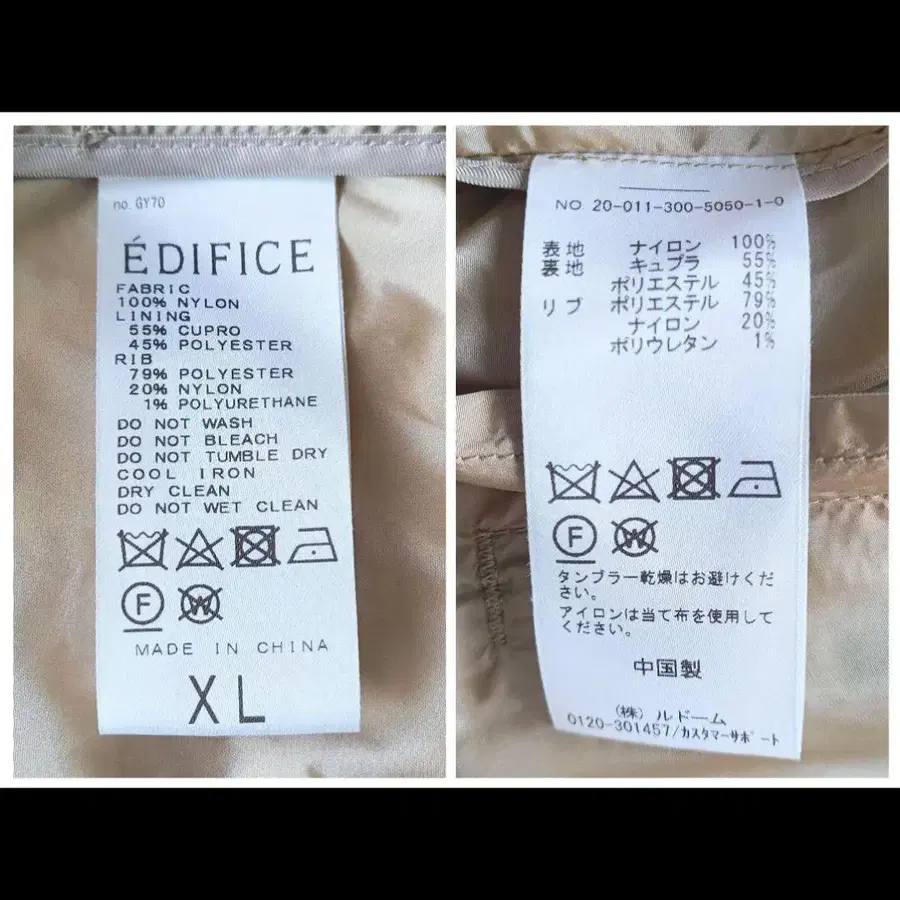 no. GY70
ÉDIFICE
FABRIC
100% NYLON
LINING
55% CUPRO
45% POLYESTER
RIB
79% POLYESTER
20% NYLON
1% POLYURETHANE
DO NOT WASH
DO NOT BLEACH
DO NOT TUMBLE DRY
COOL IRON
DRY CLEAN
DO NOT WET CLEAN
F W
MADE IN CHINA
XL
NO. 20-011-300-5050-1-0
表地 ナイロン 100%
裏地 キュプラ 55%
ポリエステル 45%
リブ ポリエステル 79%
ナイロン 20%
ポリウレタン 1%
F W
タンブラー乾燥はお避けくだ
さい。
アイロンは当て布を使用して
ください。
中国製
(株) ルドーム
0120-301457/カスタマーサポート